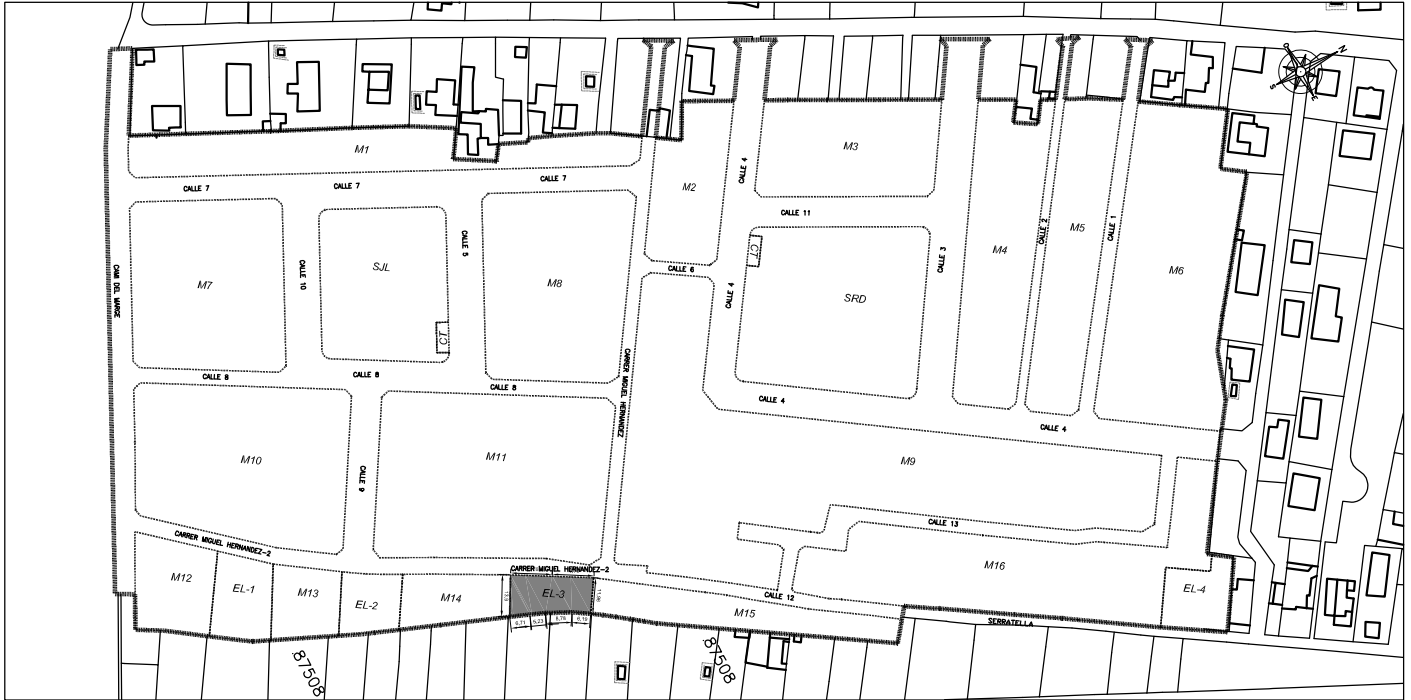 N
S
M1
M2
M3
CALLE 4
CALLE 7
CALLE 7
CALLE 7
CALLE 11
CALLE 2
CALLE 1
M4
M5
M6
CALLE 10
CALLE 5
CALLE 3
CALLE 6
CT
SJL
M7
M8
CAMI DEL MARGE
CALLE 4
SRD
CT
CALLE 8
CALLE 8
CALLE 8
CARRER MIGUEL HERNANDEZ
CALLE 4
CALLE 4
M10
M11
M9
CALLE 9
CALLE 13
CARRER MIGUEL HERNANDEZ-2
CARRER MIGUEL HERNANDEZ-2
M12
EL-1
M13
EL-2
M14
EL-3
M16
EL-4
CALLE 12
M15
SERRATELLA
87508
87508